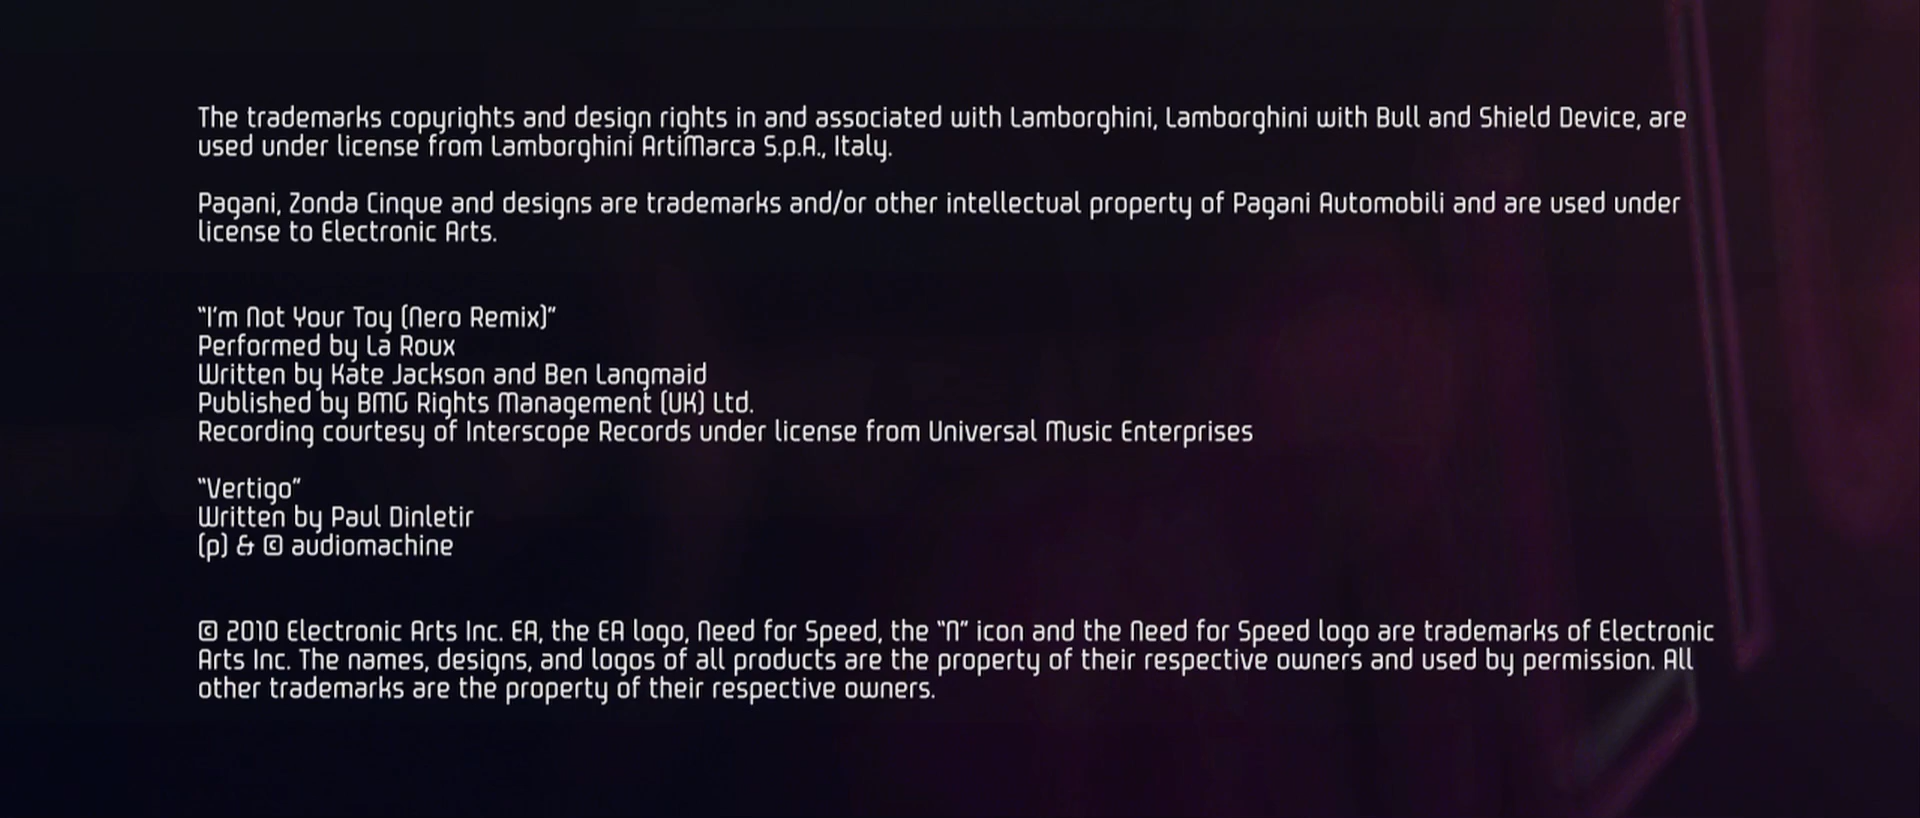 The trademarks copyrights and design rights in and associated with Lamborghini, Lamborghini with Bull and Shield Device, are
used under license from Lamborghini ArtiMarca S.p.A., Italy.
Pagani, Zonda Cinque and designs are trademarks and/or other intellectual property of Pagani Automobili and are used under
license to Electronic Arts.
"I'm Not Your Toy (Nero Remix)"
Performed by La Roux
Written by Kate Jackson and Ben Langmaid
Published by BMG Rights Management (UK) Ltd.
Recording courtesy of Interscope Records under license from Universal Music Enterprises
"Vertigo"
Written by Paul Dinletir
(p) & © audiomachine
© 2010 Electronic Arts Inc. EA, the EA logo, Need for Speed, the "N" icon and the Need for Speed logo are trademarks of Electronic
Arts Inc. The names, designs, and logos of all products are the property of their respective owners and used by permission. All
other trademarks are the property of their respective owners.